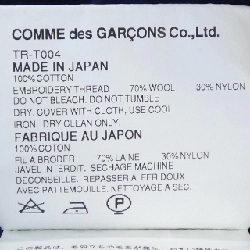 COMME des GARÇONS Co.,Ltd.
TR-T004
MADE IN JAPAN
100%COTTON
EMBROIDERY THREAD 70%WOOL 30%NYLON
DO NOT BLEACH. DO NOT TUMBLE
DRY. COVER WITH CLOTH, USE COOL
IRON. DRY CLEAN ONLY.
FABRIQUE AU JAPON
100%COTON
FIL A BRODER 70%LAINE 30%NYLON
JAVEL N INTERDIT. SECHAGE MACHINE
DECONSEILLE. REPASSER A FER DOUX
AVEC PATTEMOUILLE. NETTOYAGE A SEC.
P